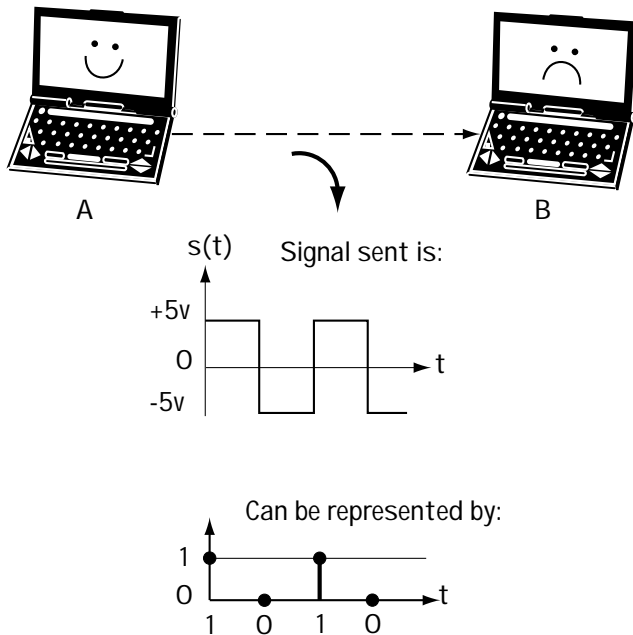 A
B
s(t)
Signal sent is:
+5v
0
t
-5v
Can be represented by:
1
0
t
1 0 1 0